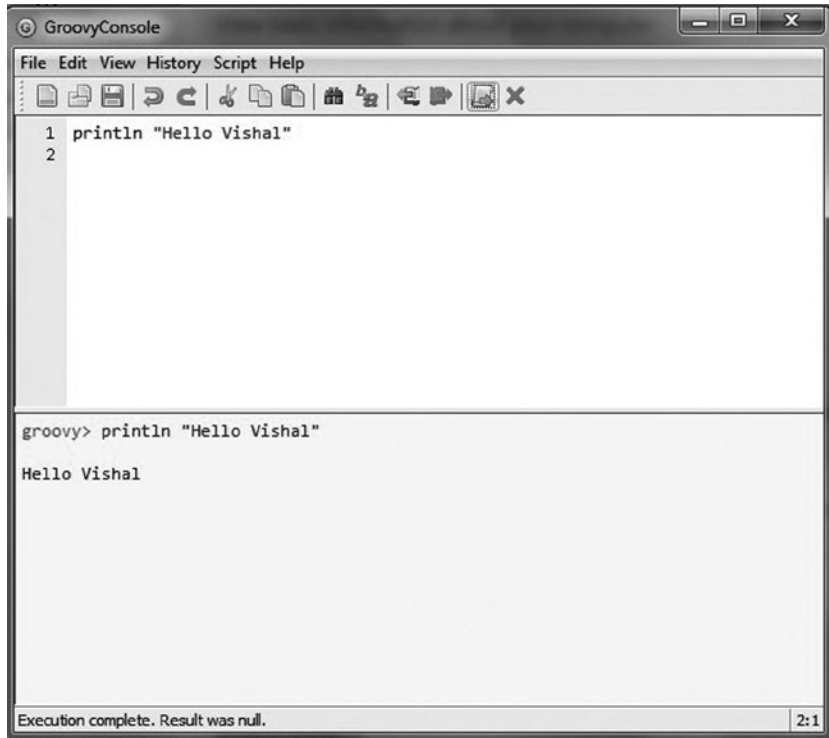 GroovyConsole
File Edit View History Script Help
1 println "Hello Vishal"
2
groovy> println "Hello Vishal"
Hello Vishal
Execution complete. Result was null.
2:1